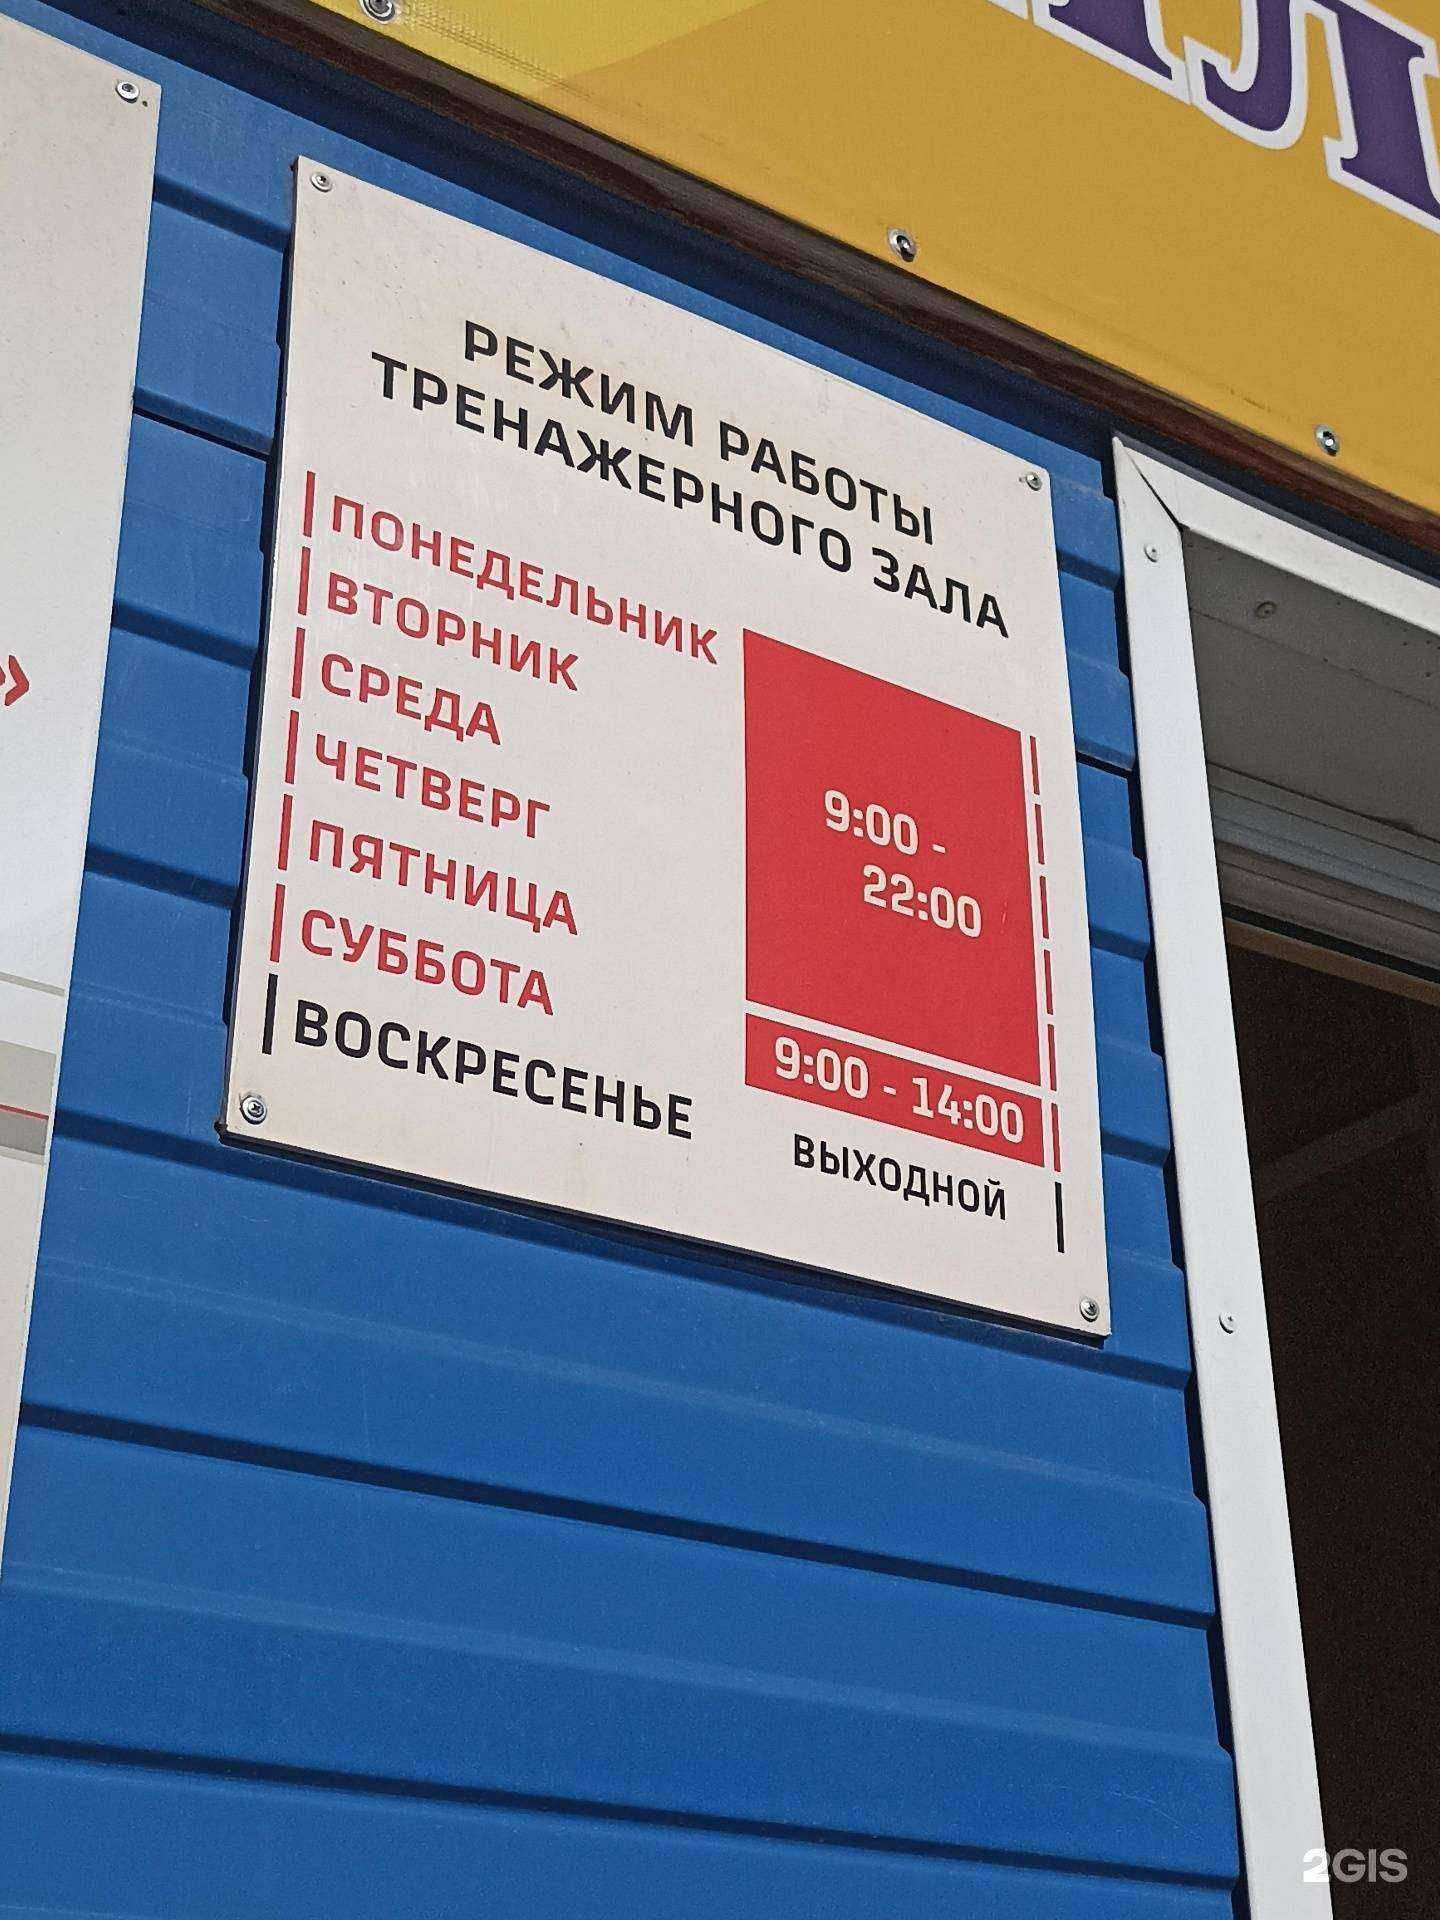 РЕЖИМ РАБОТЫ
ТРЕНАЖЕРНОГО ЗАЛА
ПОНЕДЕЛЬНИК
ВТОРНИК
СРЕДА
ЧЕТВЕРГ
ПЯТНИЦА
9:00 -
22:00
СУББОТА
9:00 - 14:00
ВОСКРЕСЕНЬЕ
ВЫХОДНОЙ
»
2GIS